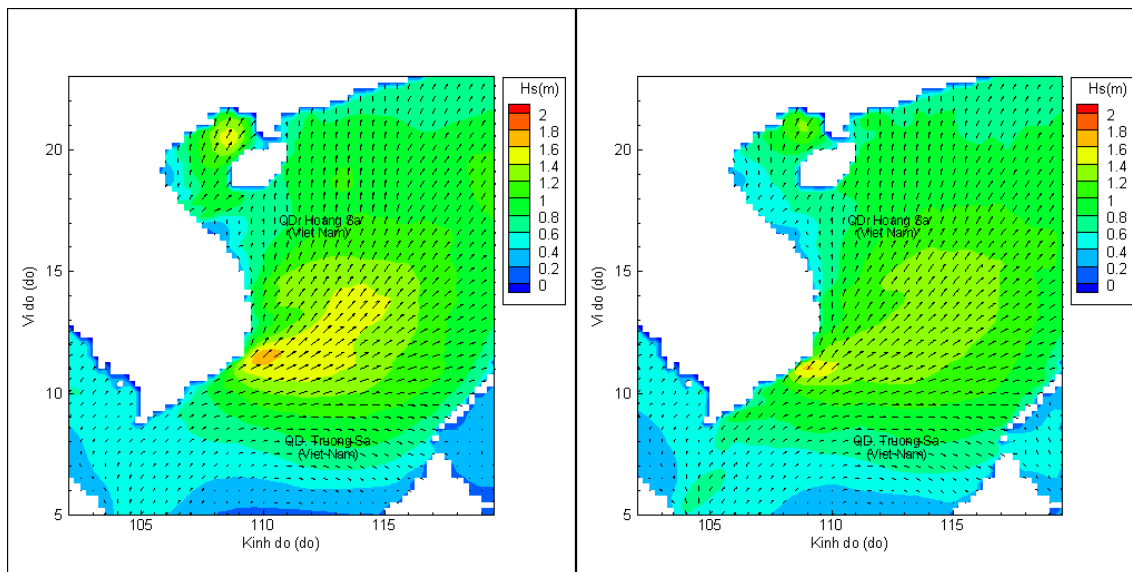 Hs(m)
2
1.8
1.6
1.4
1.2
1
0.8
0.6
0.4
0.2
0
20
15
10
5
Vi do (do)
QD. Hoang Sa
(Viet Nam)
QD. Truong Sa
(Viet Nam)
105
110
115
Kinh do (do)
Hs(m)
2
1.8
1.6
1.4
1.2
1
0.8
0.6
0.4
0.2
0
20
15
10
5
Vi do (do)
QD. Hoang Sa
(Viet Nam)
QD. Truong Sa
(Viet Nam)
105
110
115
Kinh do (do)